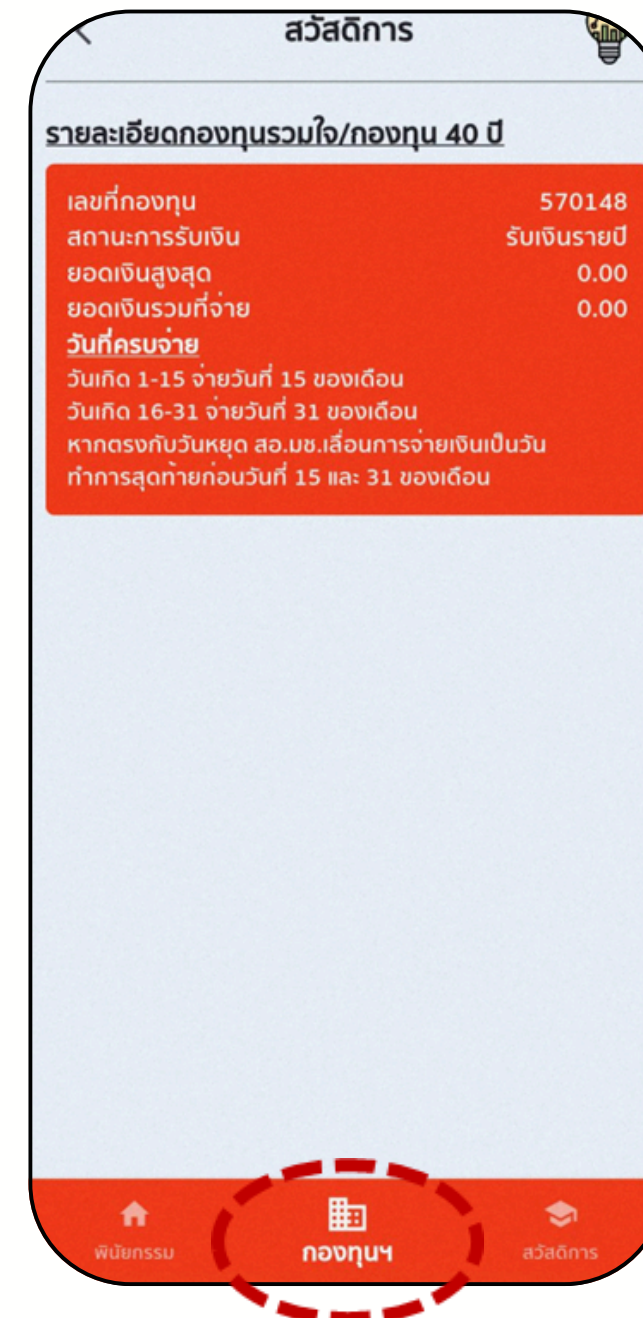 สวัสดิการ
รายละเอียดกองทุนรวมใจ/กองทุน 40 ปี
เลขที่กองทุน 570148
สถานะการรับเงิน รับเงินรายปี
ยอดเงินสูงสุด 0.00
ยอดเงินรวมที่จ่าย 0.00
วันที่ครบจ่าย
วันเกิด 1-15 จ่ายวันที่ 15 ของเดือน
วันเกิด 16-31 จ่ายวันที่ 31 ของเดือน
หากตรงกับวันหยุด สอ.มช.เลื่อนการจ่ายเงินเป็นวัน
ทำการสุดท้ายก่อนวันที่ 15 และ 31 ของเดือน
พินัยกรรม กองทุนฯ สวัสดิการ